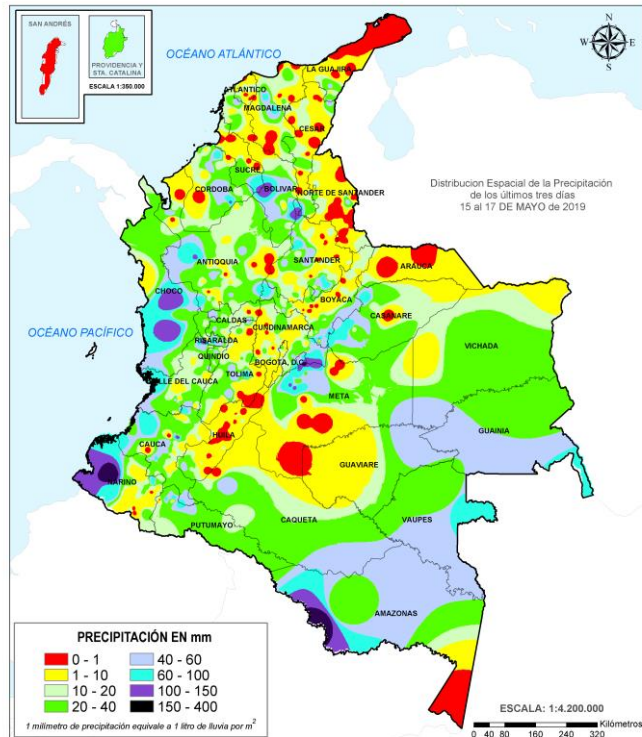 SAN ANDRÉS
PROVIDENCIA Y
STA. CATALINA
ESCALA 1:350.000
OCÉANO ATLÁNTICO
N
W E
S
LA GUAJIRA
ATLANTICO
MAGDALENA
CESAR
SUCRE
CORDOBA
BOLIVAR
NORTE DE SANTANDER
Distribucion Espacial de la Precipitación
de los últimos tres días
15 al 17 DE MAYO de 2019
ANTIOQUIA
SANTANDER
ARAUCA
CHOCO
BOYACA
OCÉANO PACÍFICO
CALDAS
CUNDINAMARCA
CASANARE
RISARALDA
VICHADA
QUINDIO
BOGOTA, D.C.
TOLIMA
VALLE DEL CAUCA
META
CAUCA
HUILA
GUAINIA
GUAVIARE
NARIÑO
PUTUMAYO
CAQUETA
VAUPES
AMAZONAS
PRECIPITACIÓN EN mm
0 - 1 40 - 60
1 - 10 60 - 100
10 - 20 100 - 150
20 - 40 150 - 400
1 milimetro de precipitación equivale a 1 litro de lluvia por m²
ESCALA: 1:4.200.000
0 40 80 160 240 320 Kilómetros